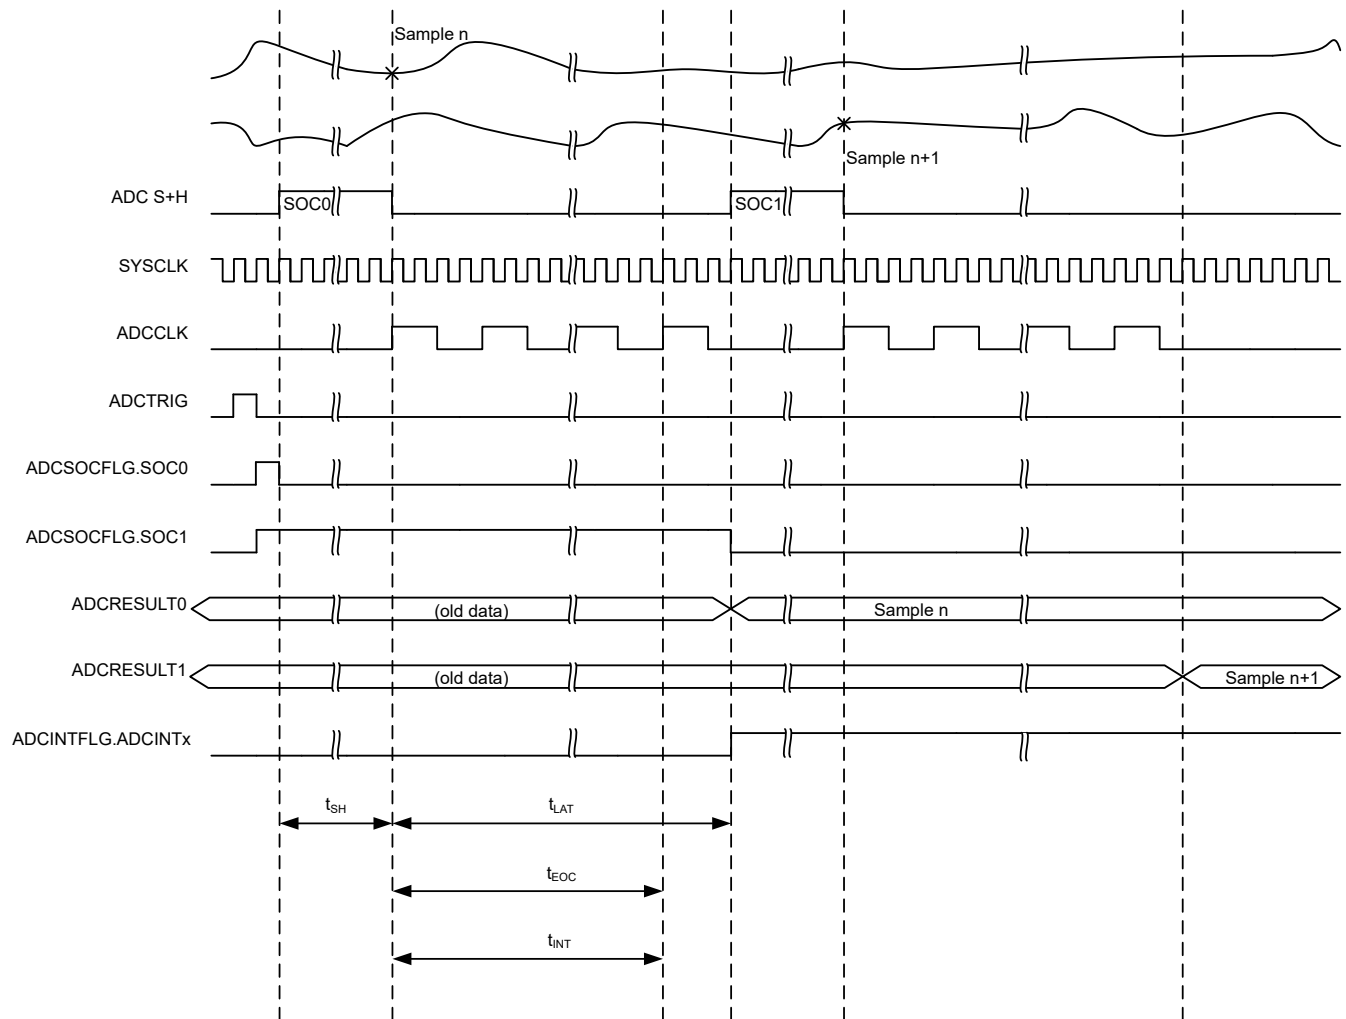 Sample n
Sample n+1
ADC S+H
SOC0
SOC1
SYSCLK
ADCCLK
ADCTRIG
ADCSOCFLG.SOC0
ADCSOCFLG.SOC1
ADCRESULT0
(old data)
Sample n
ADCRESULT1
(old data)
Sample n+1
ADCINTFLG.ADCINTx
tSH
tLAT
tEOC
tINT